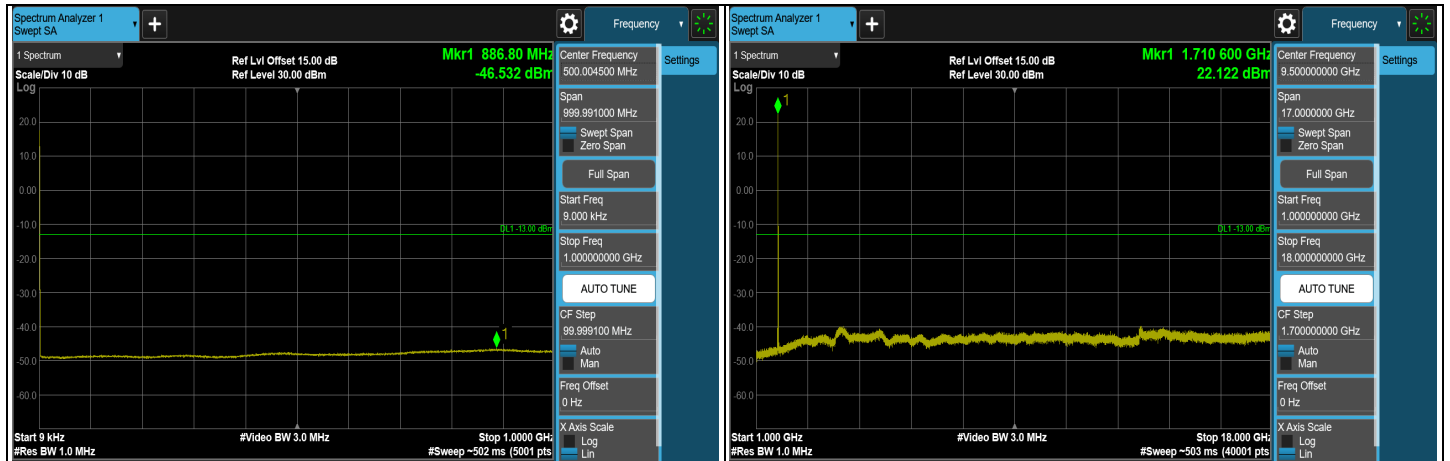 Spectrum Analyzer 1
Swept SA
+
Frequency
1 Spectrum
Ref Lvl Offset 15.00 dB
Mkr1 886.80 MHz
Scale/Div 10 dB
Ref Level 30.00 dBm
-46.532 dBm
Log
1
20.0
10.0
0.00
-10.0
DL1 -13.00 dBm
-20.0
-30.0
-40.0
-50.0
-60.0
Start 9 kHz
#Video BW 3.0 MHz
Stop 1.0000 GHz
#Res BW 1.0 MHz
#Sweep ~502 ms (5001 pts
Center Frequency
500.004500 MHz
Settings
Span
999.991000 MHz
Swept Span
Zero Span
Full Span
Start Freq
9.000 kHz
Stop Freq
1.000000000 GHz
AUTO TUNE
CF Step
99.999100 MHz
Auto
Man
Freq Offset
0 Hz
X Axis Scale
Log
Lin
Spectrum Analyzer 1
Swept SA
+
Frequency
1 Spectrum
Ref Lvl Offset 15.00 dB
Mkr1 1.710 600 GHz
Scale/Div 10 dB
Ref Level 30.00 dBm
22.122 dBm
Log
1
20.0
10.0
0.00
-10.0
DL1 -13.00 dBm
-20.0
-30.0
-40.0
-50.0
-60.0
Start 1.000 GHz
#Video BW 3.0 MHz
Stop 18.000 GHz
#Res BW 1.0 MHz
#Sweep ~503 ms (40001 pts
Center Frequency
9.500000000 GHz
Settings
Span
17.0000000 GHz
Swept Span
Zero Span
Full Span
Start Freq
1.000000000 GHz
Stop Freq
18.000000000 GHz
AUTO TUNE
CF Step
1.700000000 GHz
Auto
Man
Freq Offset
0 Hz
X Axis Scale
Log
Lin